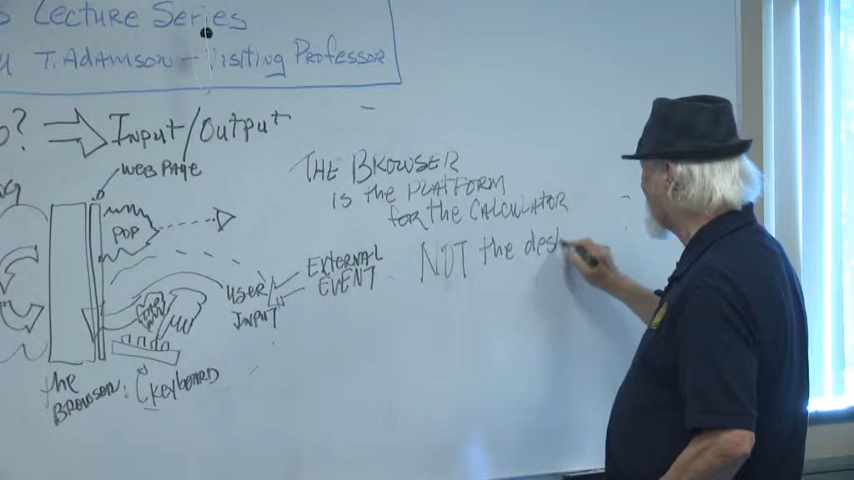 Lecture Series
T. Adamson - Visiting Professor
? Input/Output
WEB PAGE
THE BROWSER
is the PLATFORM
for the CALCULATOR
NOT the des
POP
EXTERNAL
EVENT
USER
INPUT
the
BROWSER
KEYBOARD